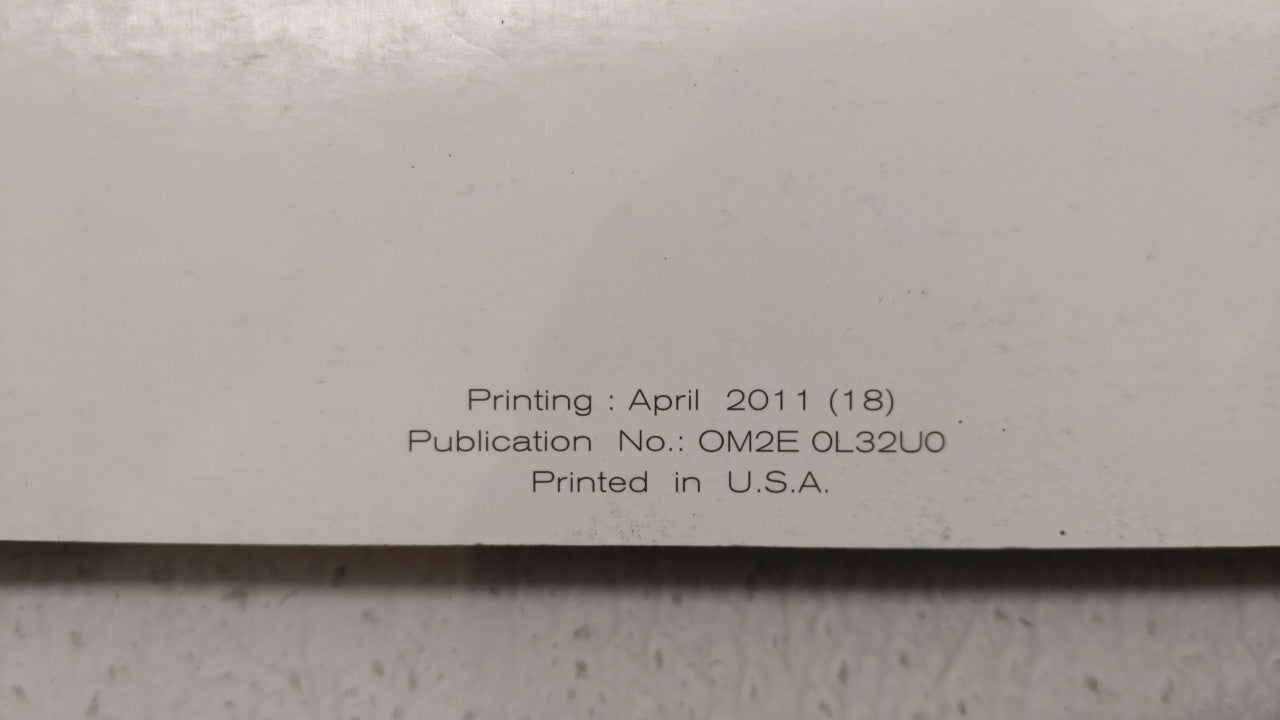 Printing : April 2011 (18)
Publication No.: OM2E 0L32U0
Printed in U.S.A.